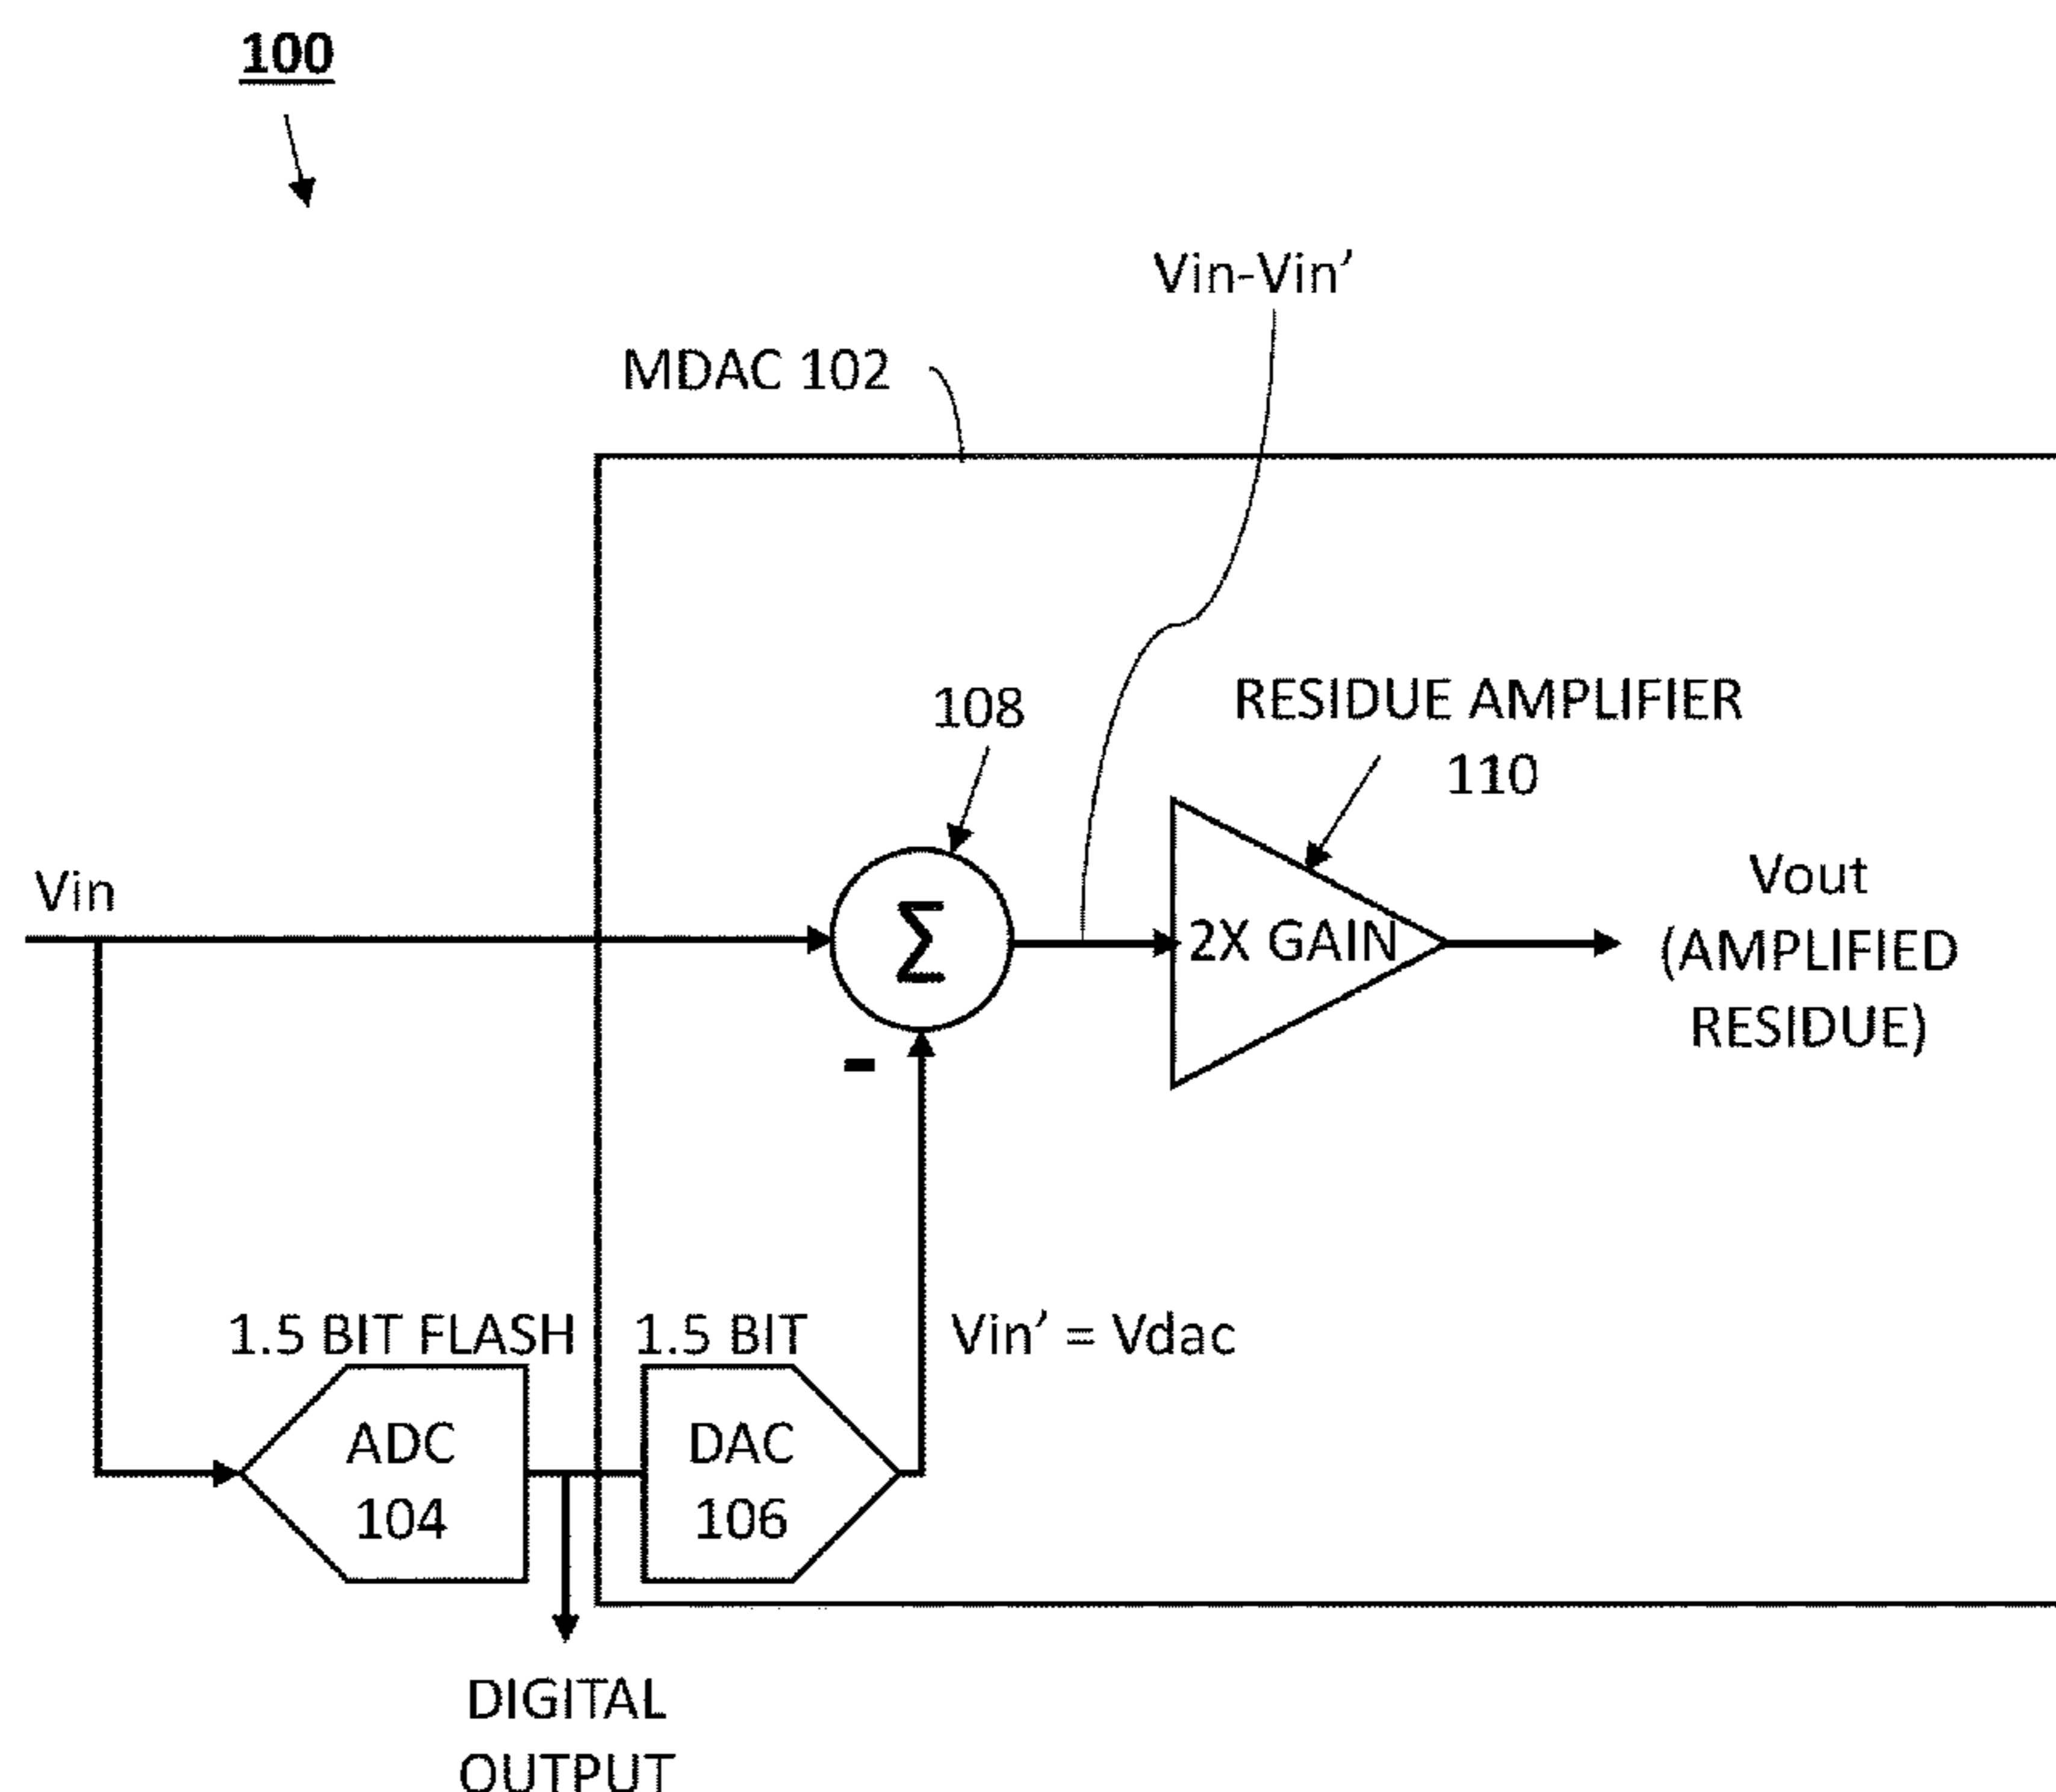 100
Vin-Vin’
MDAC 102
108
RESIDUE AMPLIFIER
110
Vin
Σ
2X GAIN
Vout
(AMPLIFIED
RESIDUE)
-
1.5 BIT FLASH
1.5 BIT
Vin’ = Vdac
ADC
104
DAC
106
DIGITAL
OUTPUT